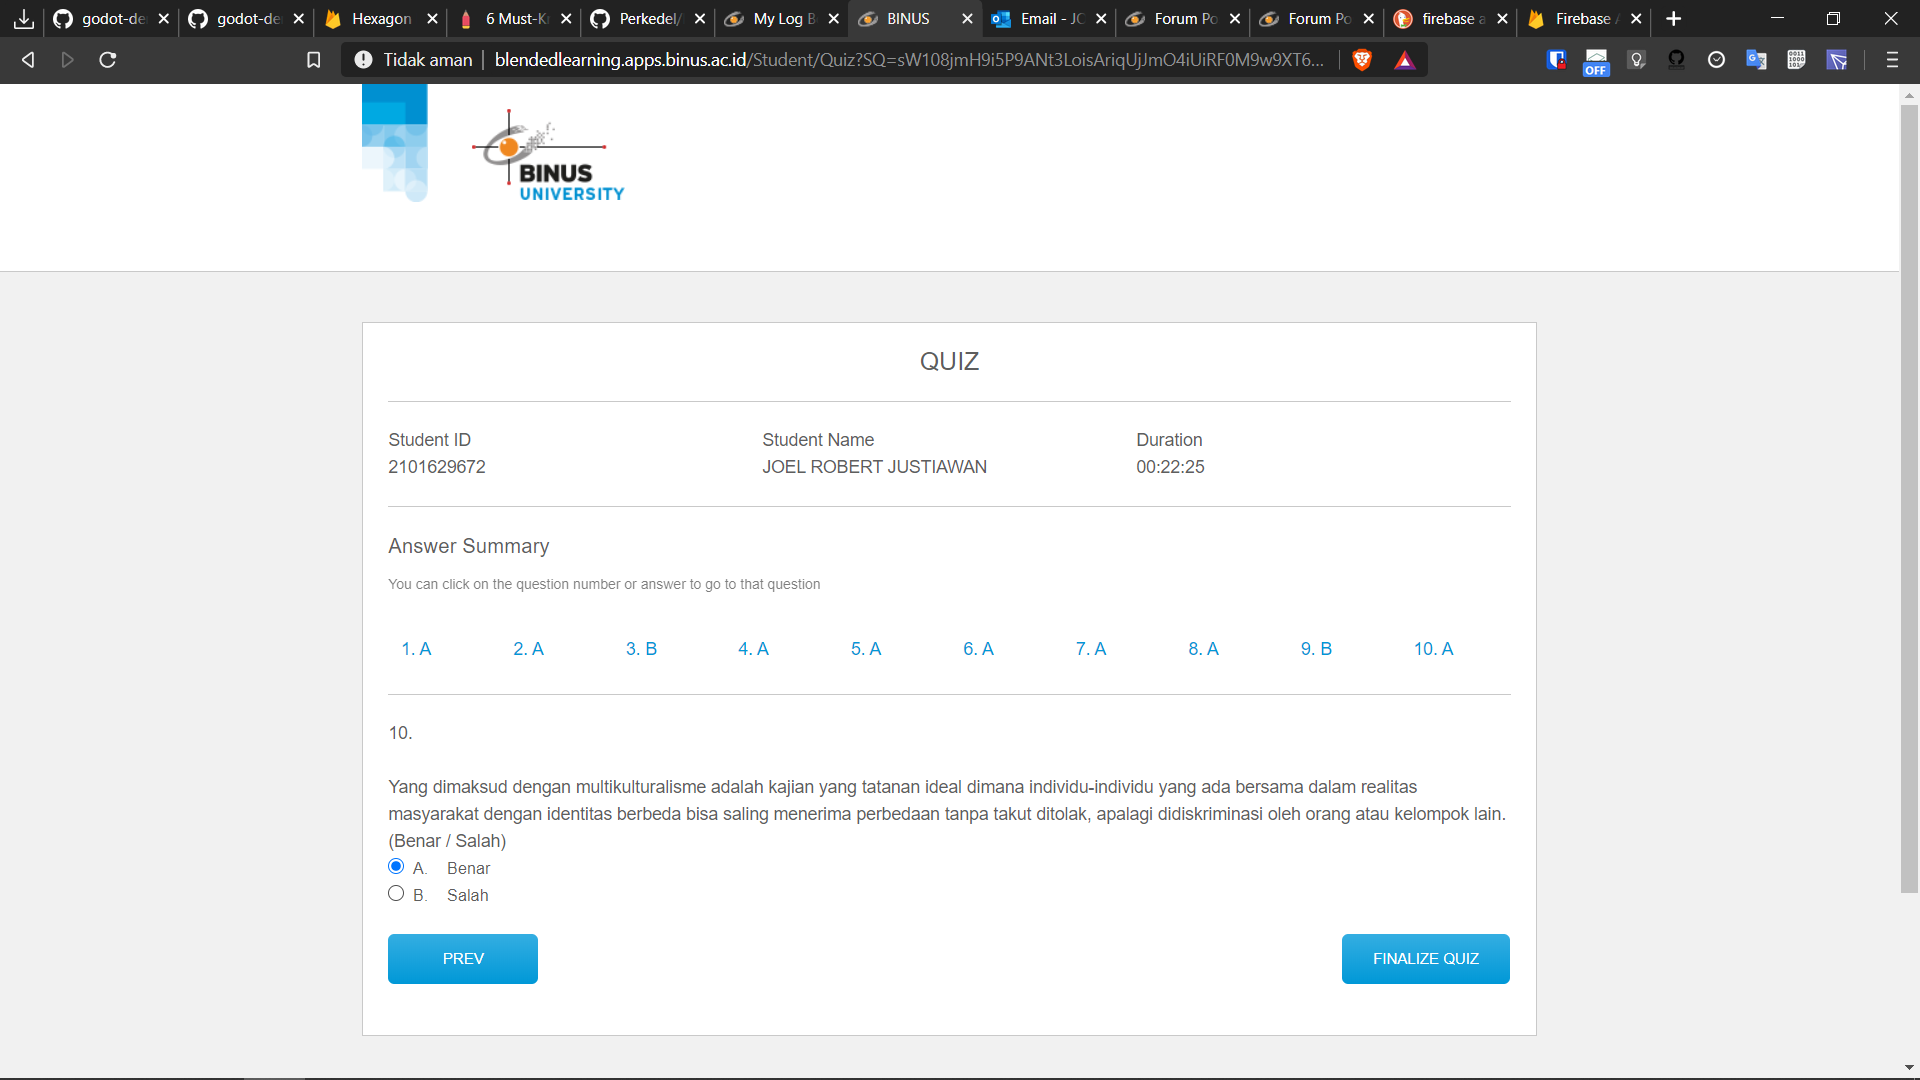 godot-de
godot-de
Hexagon
6 Must-K
Perkedel/
My Log B
BINUS
Email - JO
Forum Po
Forum Po
firebase a
Firebase
Tidak aman
blendedlearning.apps.binus.ac.id/Student/Quiz?SQ=sW108jmH9i5P9ANt3LoisAriqUjJmO4iUiRF0M9w9XT6...
OFF
BINUS
UNIVERSITY
QUIZ
Student ID
Student Name
Duration
2101629672
JOEL ROBERT JUSTIAWAN
00:22:25
Answer Summary
You can click on the question number or answer to go to that question
1. A 2. A 3. B 4. A 5. A 6. A 7. A 8. A 9. B 10. A
10.
Yang dimaksud dengan multikulturalisme adalah kajian yang tatanan ideal dimana individu-individu yang ada bersama dalam realitas
masyarakat dengan identitas berbeda bisa saling menerima perbedaan tanpa takut ditolak, apalagi didiskriminasi oleh orang atau kelompok lain.
(Benar / Salah)
A. Benar
B. Salah
PREV
FINALIZE QUIZ